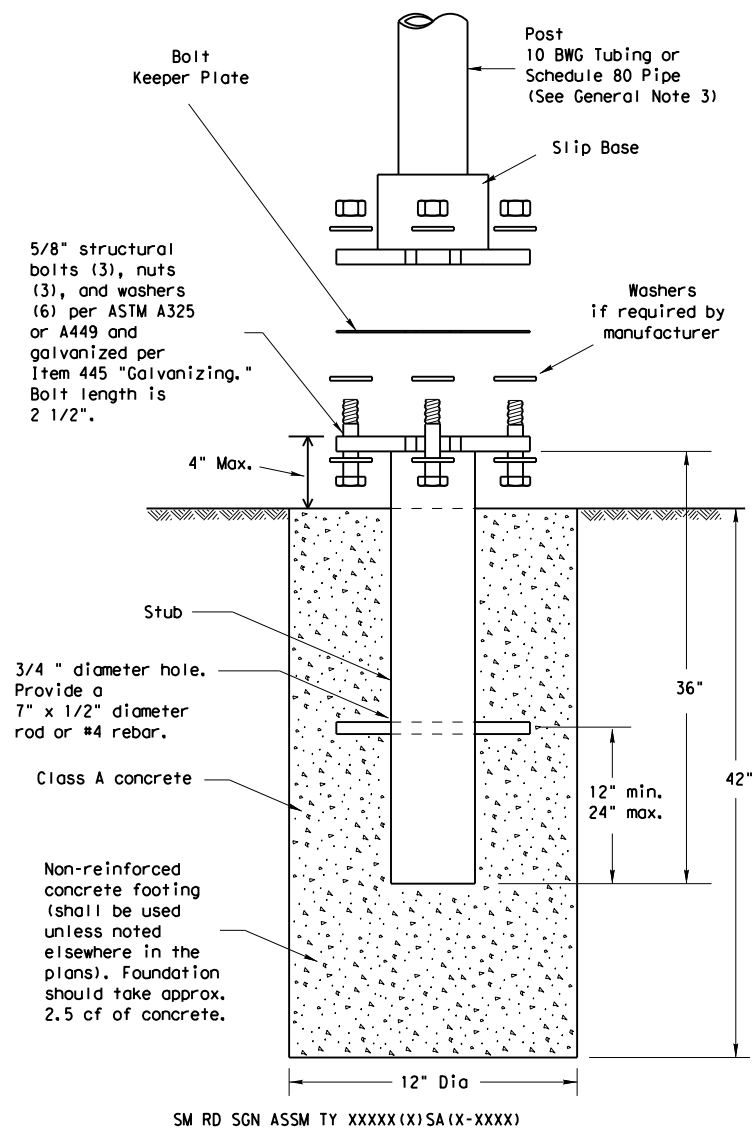 Bolt
Keeper Plate
Post
10 BWG Tubing or
Schedule 80 Pipe
(See General Note 3)
Slip Base
5/8" structural
bolts (3), nuts
(3), and washers
(6) per ASTM A325
or A449 and
galvanized per
Item 445 "Galvanizing."
Bolt length is
2 1/2".
Washers
if required by
manufacturer
4" Max.
Stub
3/4 " diameter hole.
Provide a
7" x 1/2" diameter
rod or #4 rebar.
36"
Class A concrete
12" min.
24" max.
42"
Non-reinforced
concrete footing
(shall be used
unless noted
elsewhere in the
plans). Foundation
should take approx.
2.5 cf of concrete.
12" Dia
SM RD SGN ASSM TY XXXXX(X)SA(X-XXXX)